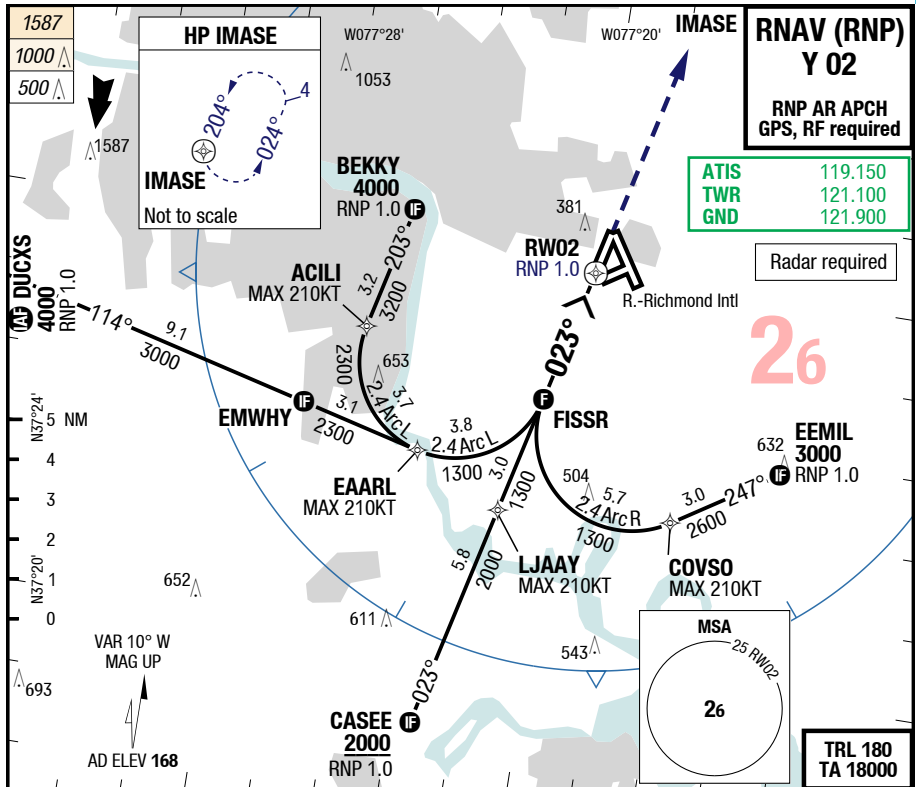 1587
1000
500
HP IMASE
204°
024°
4
IMASE
Not to scale
W077°28'
W077°20'
IMASE
RNAV (RNP)
Y 02
RNP AR APCH
GPS, RF required
ATIS 119.150
TWR 121.100
GND 121.900
Radar required
26
1053
1587
BEKKY
4000
RNP 1.0
IF
203°
3.2
3200
381
RW02
RNP 1.0
R.-Richmond Intl
ACILI
MAX 210KT
IAF
DUCXS
4000
RNP 1.0
114°
9.1
3000
2300
653
3.7
2.4 Arc L
023°
N37°24'
5 NM
4
3
2
1
0
N37°20'
EMWHY
IF
3.1
2300
3.8
2.4 Arc L
1300
F
FISSR
EAARL
MAX 210KT
3.0
1300
504
5.7
2.4 Arc R
1300
632
EEMIL
3000
RNP 1.0
IF
247°
3.0
2600
LJAAY
MAX 210KT
COVSO
MAX 210KT
5.8
2000
652
611
543
693
VAR 10° W
MAG UP
AD ELEV 168
023°
CASEE
2000
RNP 1.0
IF
MSA
25 RW02
26
TRL 180
TA 18000